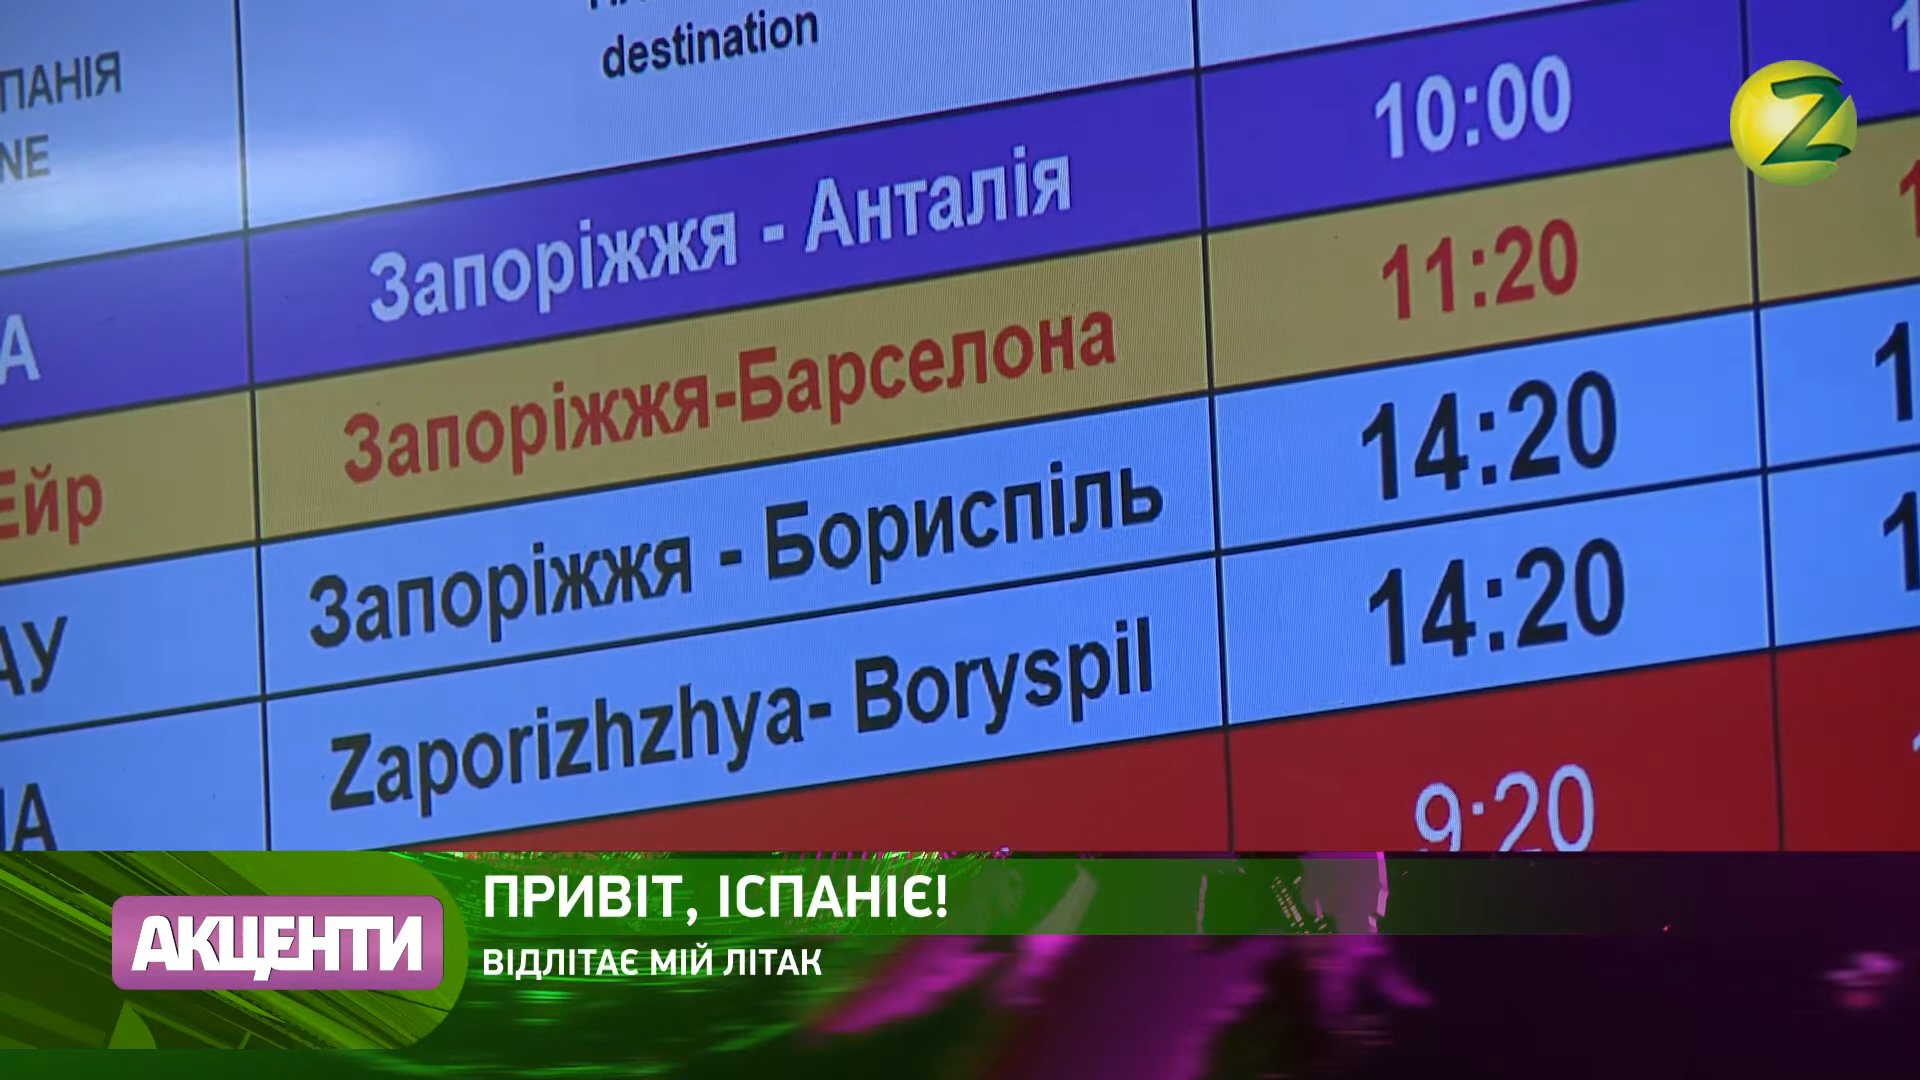 destination
Запоріжжя - Анталія 10:00
Ейр Запоріжжя-Барселона 11:20
Запоріжжя - Бориспіль 14:20
Zaporizhzhya- Boryspil 14:20
9:20
Z
АКЦЕНТИ
ПРИВІТ, ІСПАНІЄ!
ВІДЛІТАЄ МІЙ ЛІТАК